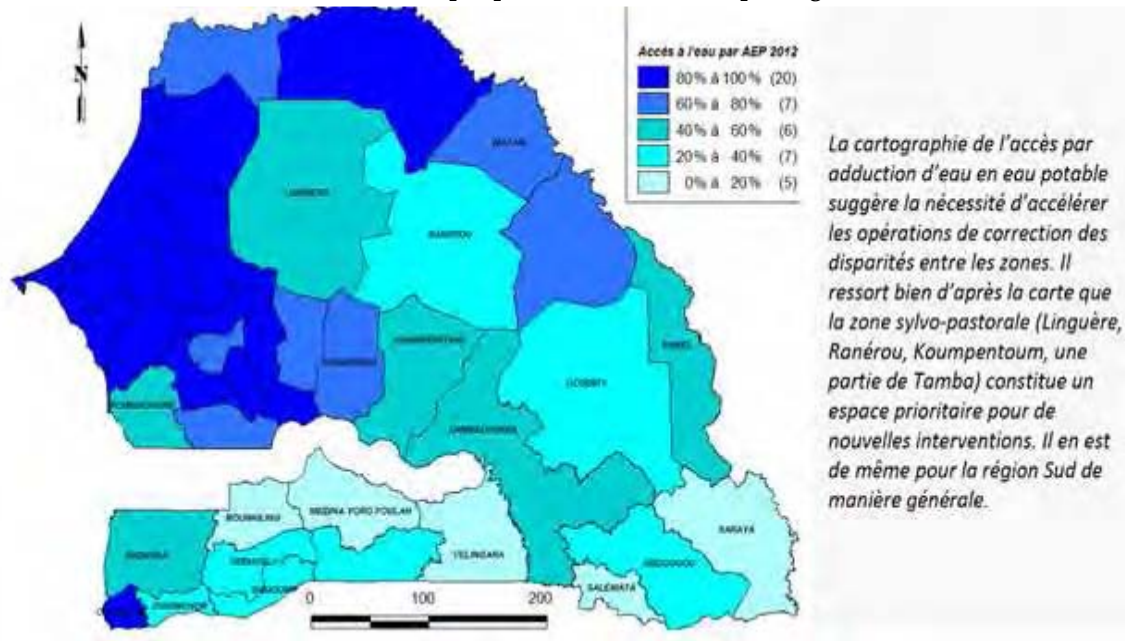 N
Accès à l'eau par AEP 2012
80% à 100% (20)
60% à 80% (7)
40% à 60% (6)
20% à 40% (7)
0% à 20% (5)
La cartographie de l'accès par
adduction d'eau en eau potable
suggère la nécessité d'accélérer
les opérations de correction des
disparités entre les zones. Il
ressort bien d'après la carte que
la zone sylvo-pastorale (Linguère,
Ranérou, Koumpentoum, une
partie de Tamba) constitue un
espace prioritaire pour de
nouvelles interventions. Il en est
de même pour la région Sud de
manière générale.
MATAM
LINGUERE
RANEROU
GOUDIRY
MEDINA YORO FOULAH
VELINGARA
SARAYA
SALEMATA
KEDOUGOU
0 100 200